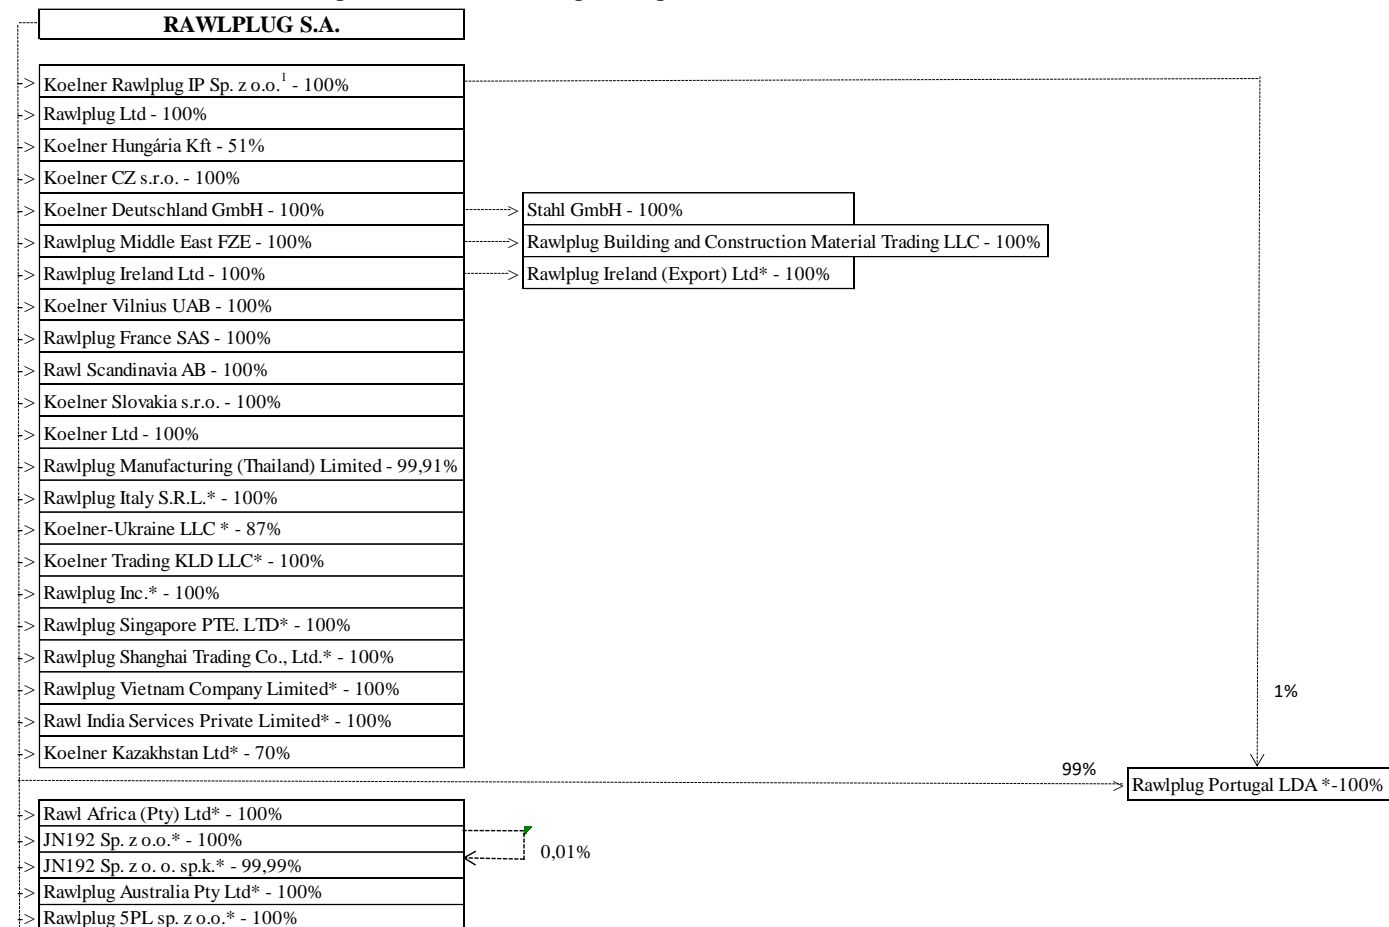 RAWLPLUG S.A.
-> Koelner Rawlplug IP Sp. z o.o.¹ - 100%
-> Rawlplug Ltd - 100%
-> Koelner Hungária Kft - 51%
-> Koelner CZ s.r.o. - 100%
-> Koelner Deutschland GmbH - 100%
> Stahl GmbH - 100%
-> Rawlplug Middle East FZE - 100%
> Rawlplug Building and Construction Material Trading LLC - 100%
-> Rawlplug Ireland Ltd - 100%
> Rawlplug Ireland (Export) Ltd* - 100%
-> Koelner Vilnius UAB - 100%
-> Rawlplug France SAS - 100%
-> Rawl Scandinavia AB - 100%
-> Koelner Slovakia s.r.o. - 100%
-> Koelner Ltd - 100%
-> Rawlplug Manufacturing (Thailand) Limited - 99,91%
-> Rawlplug Italy S.R.L.* - 100%
-> Koelner-Ukraine LLC * - 87%
-> Koelner Trading KLD LLC* - 100%
-> Rawlplug Inc.* - 100%
-> Rawlplug Singapore PTE. LTD* - 100%
-> Rawlplug Shanghai Trading Co., Ltd.* - 100%
-> Rawlplug Vietnam Company Limited* - 100%
1%
-> Rawl India Services Private Limited* - 100%
-> Koelner Kazakhstan Ltd* - 70%
99%
> Rawlplug Portugal LDA *-100%
-> Rawl Africa (Pty) Ltd* - 100%
-> JN192 Sp. z o.o.* - 100%
0,01%
-> JN192 Sp. z o. o. sp.k.* - 99,99%
-> Rawlplug Australia Pty Ltd* - 100%
-> Rawlplug 5PL sp. z o.o.* - 100%